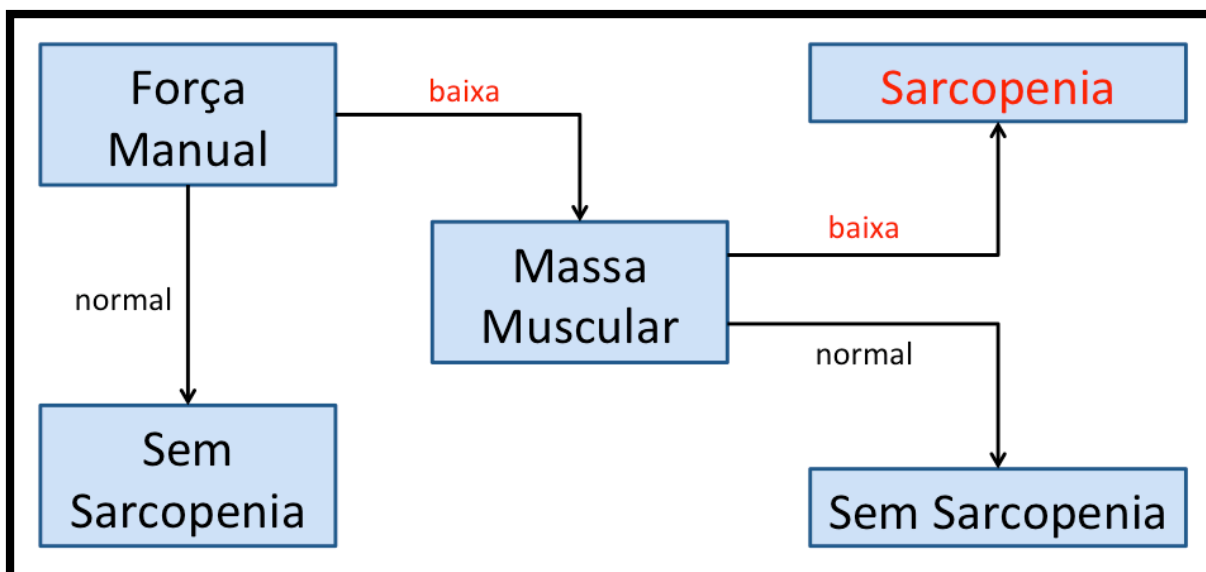 Força
Manual
baixa
Sarcopenia
Massa
Muscular
baixa
normal
normal
Sem
Sarcopenia
Sem Sarcopenia